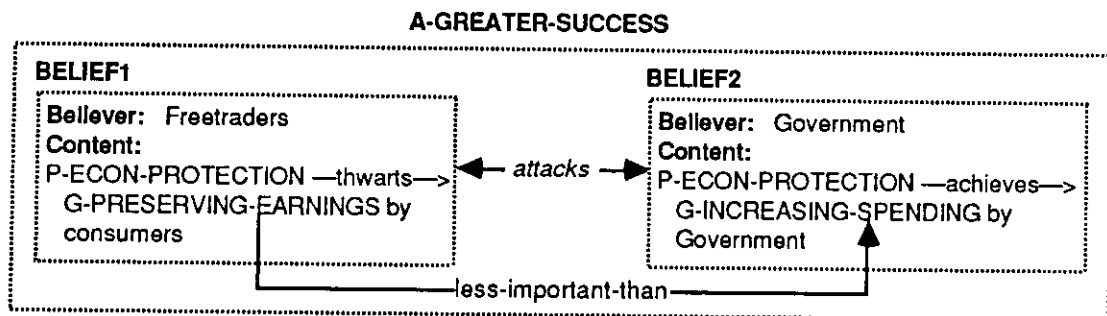 A-GREATER-SUCCESS
BELIEF1
Believer: Freetraders
Content:
P-ECON-PROTECTION —thwarts—>
G-PRESERVING-EARNINGS by
consumers
attacks
BELIEF2
Believer: Government
Content:
P-ECON-PROTECTION —achieves—>
G-INCREASING-SPENDING by
Government
less-important-than